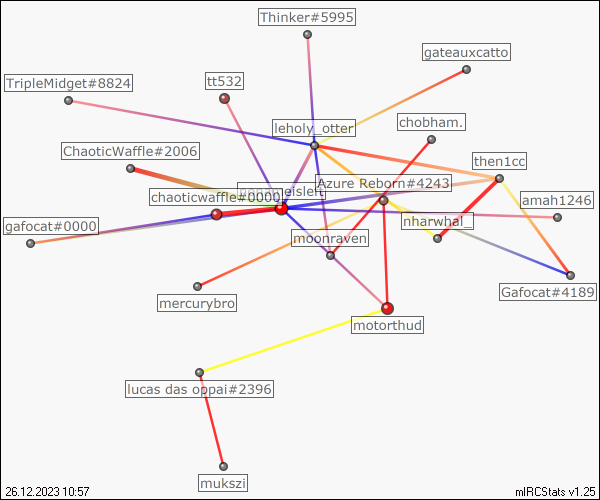 Thinker#5995
gateauxcatto
TripleMidget#8824
tt532
chobham.
leholy_otter
ChaoticWaffle#2006
then1cc
Azure Reborn#4243
chaoticwaffle#0000
amah1246
gafocat#0000
nharwhal_
moonraven
Gafocat#4189
mercurybro
motorthud
lucas das oppai#2396
mukszi
26.12.2023 10:57
mIRCStats v1.25